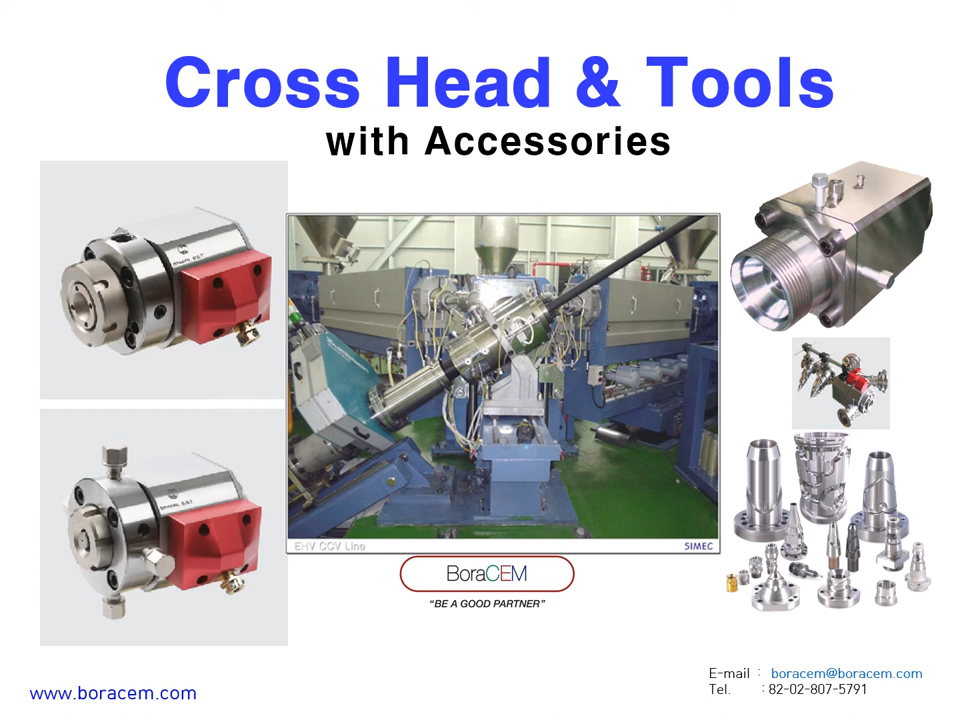 Cross Head & Tools
with Accessories
EHV CCV Line
SIMEC
BoraCEM
“BE A GOOD PARTNER”
www.boracem.com
E-mail : boracem@boracem.com
Tel. : 82-02-807-5791